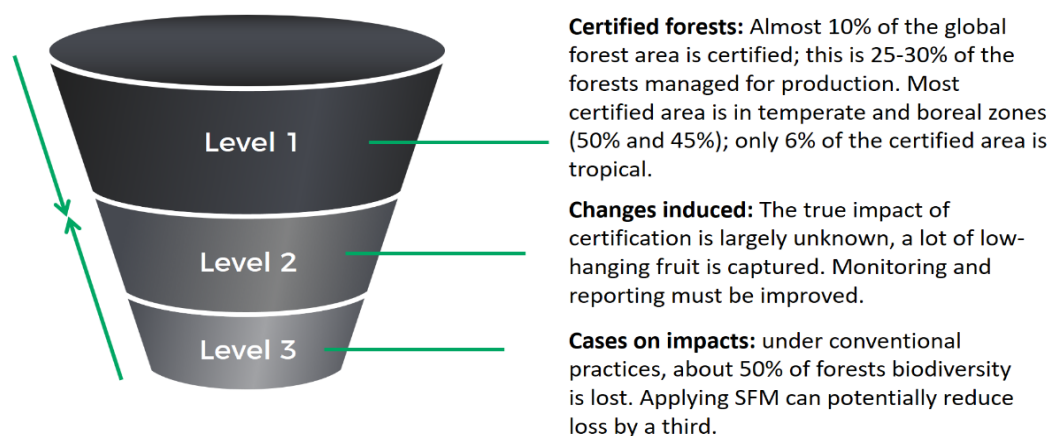 Level 1
Level 2
Level 3
Certified forests: Almost 10% of the global
forest area is certified; this is 25-30% of the
forests managed for production. Most
certified area is in temperate and boreal zones
(50% and 45%); only 6% of the certified area is
tropical.
Changes induced: The true impact of
certification is largely unknown, a lot of low-
hanging fruit is captured. Monitoring and
reporting must be improved.
Cases on impacts: under conventional
practices, about 50% of forests biodiversity
is lost. Applying SFM can potentially reduce
loss by a third.